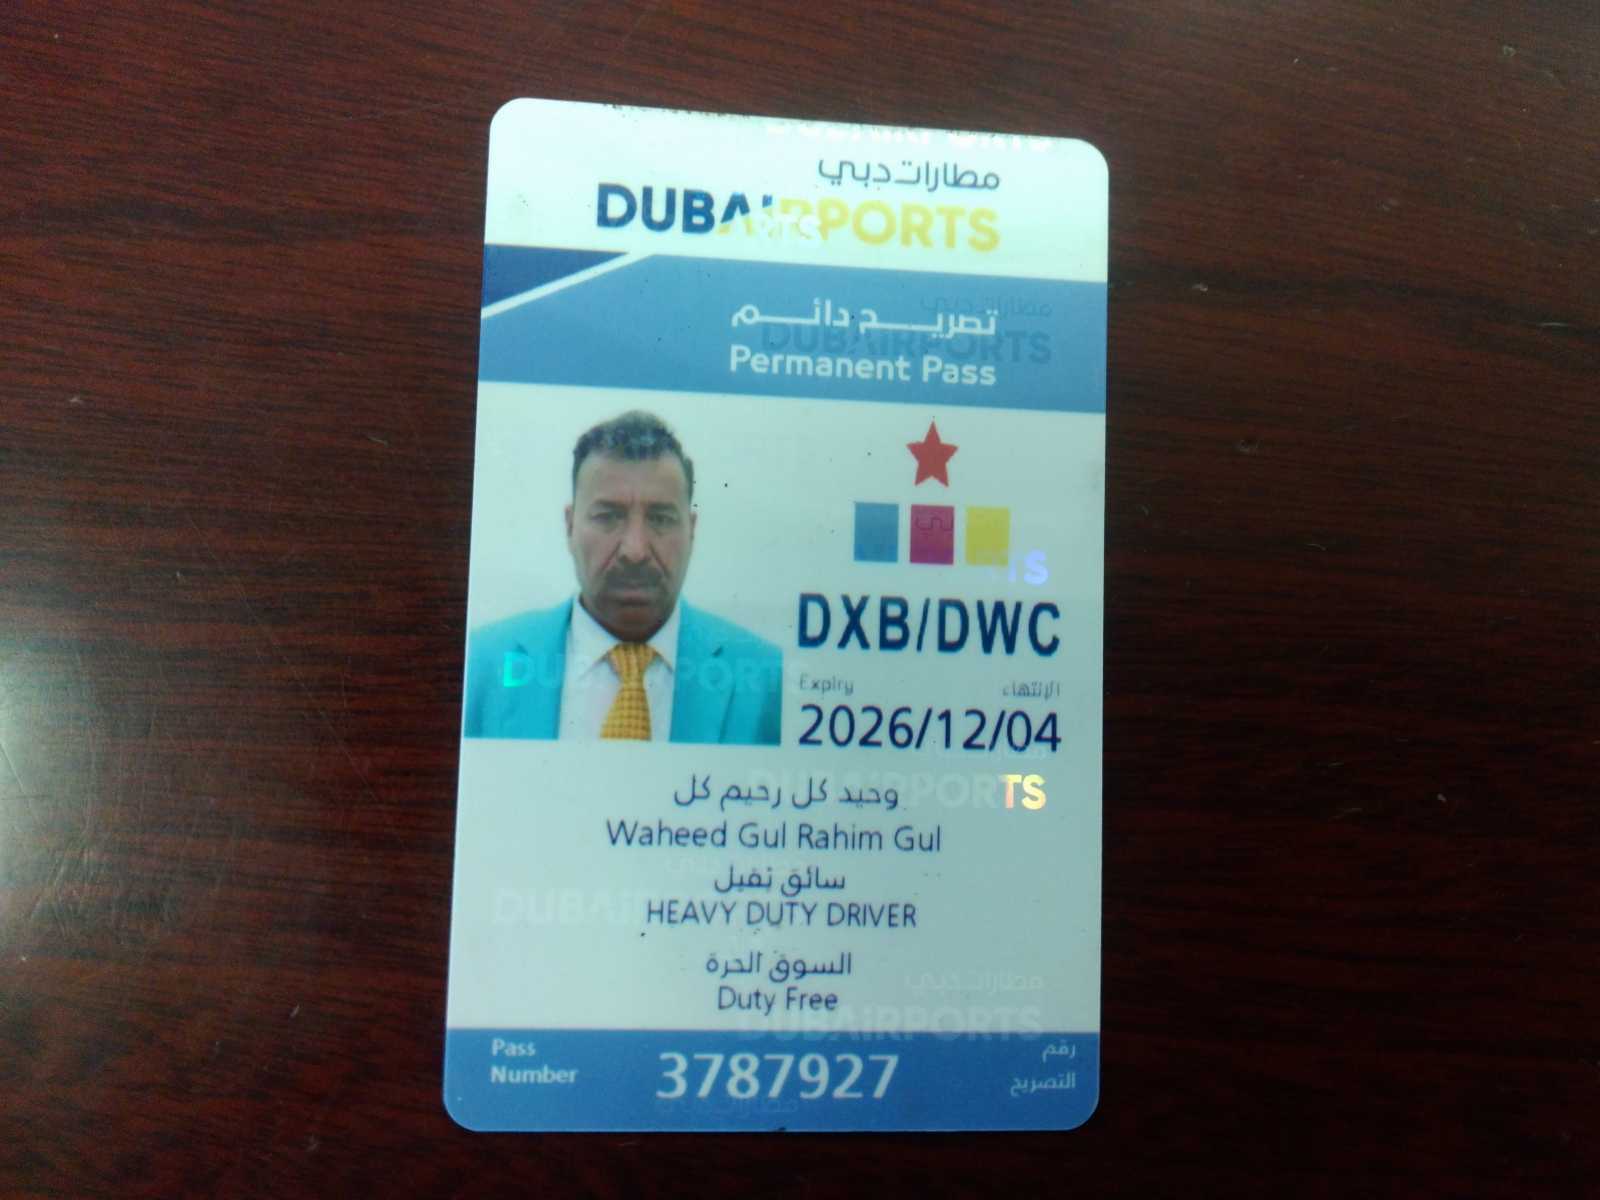 مطارات دبي
DUBAiRPORTS
تصريح دائم
Permanent Pass
DXB/DWC
Expiry الإنتهاء
2026/12/04
وحيد كل رحيم كل
Waheed Gul Rahim Gul
سائق ثقيل
HEAVY DUTY DRIVER
السوق الحرة
Duty Free
Pass Number 3787927 رقم التصريح